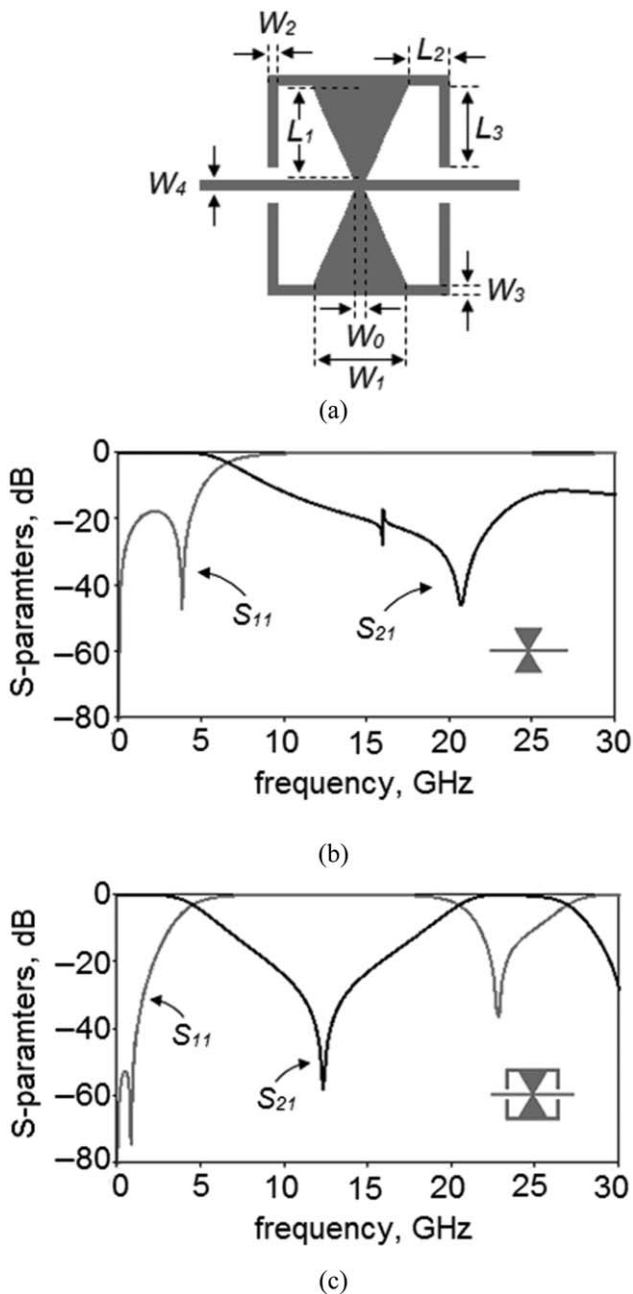 W2
L2
L1
L3
W4
W3
W0
W1
(a)
0
–20
–40
–60
–80
S-paramters, dB
S11
S21
0 5 10 15 20 25 30
frequency, GHz
(b)
0
–20
–40
–60
–80
S-paramters, dB
S11
S21
0 5 10 15 20 25 30
frequency, GHz
(c)